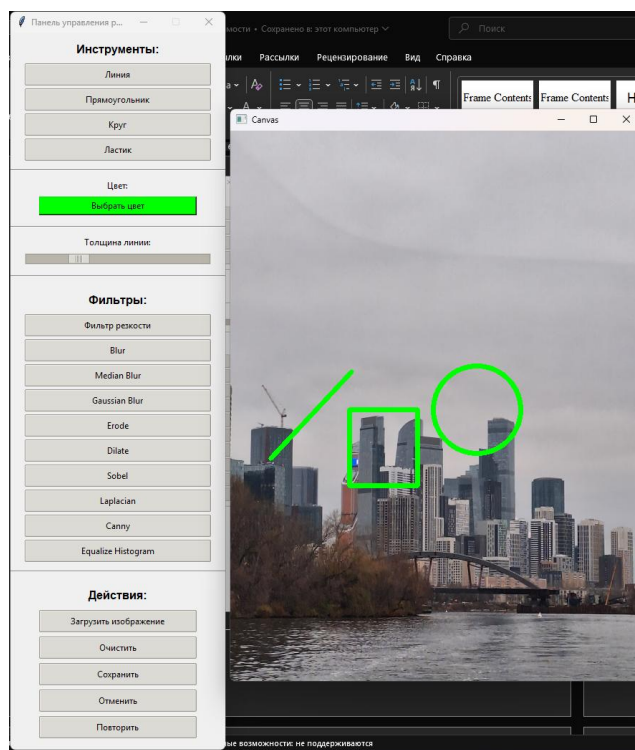 Панель управления р...
мости • Сохранено в: этот компьютер
Поиск
лки Рассылки Рецензирование Вид Справка
Frame Contents Frame Contents H
Инструменты:
Линия
Прямоугольник
Круг
Ластик
Цвет:
Выбрать цвет
Толщина линии:
Фильтры:
Фильтр резкости
Blur
Median Blur
Gaussian Blur
Erode
Dilate
Sobel
Laplacian
Canny
Equalize Histogram
Действия:
Загрузить изображение
Очистить
Сохранить
Отменить
Повторить
Canvas
ые возможности: не поддерживаются